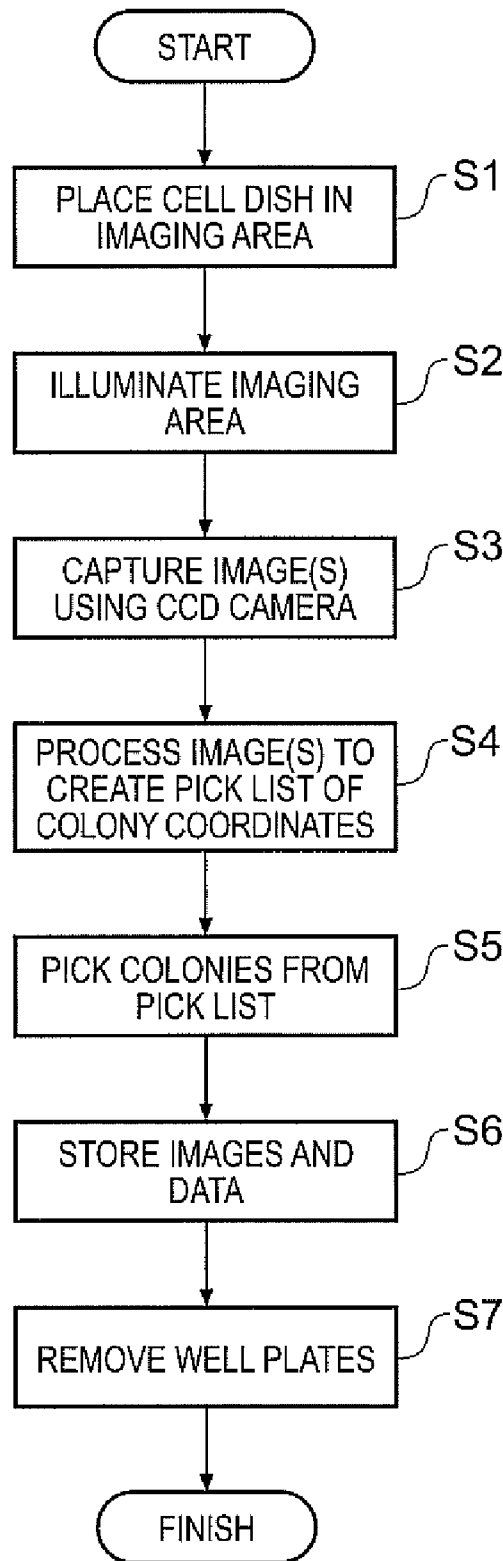 START
S1
PLACE CELL DISH IN
IMAGING AREA
S2
ILLUMINATE IMAGING
AREA
S3
CAPTURE IMAGE(S)
USING CCD CAMERA
S4
PROCESS IMAGE(S) TO
CREATE PICK LIST OF
COLONY COORDINATES
S5
PICK COLONIES FROM
PICK LIST
S6
STORE IMAGES AND
DATA
S7
REMOVE WELL PLATES
FINISH